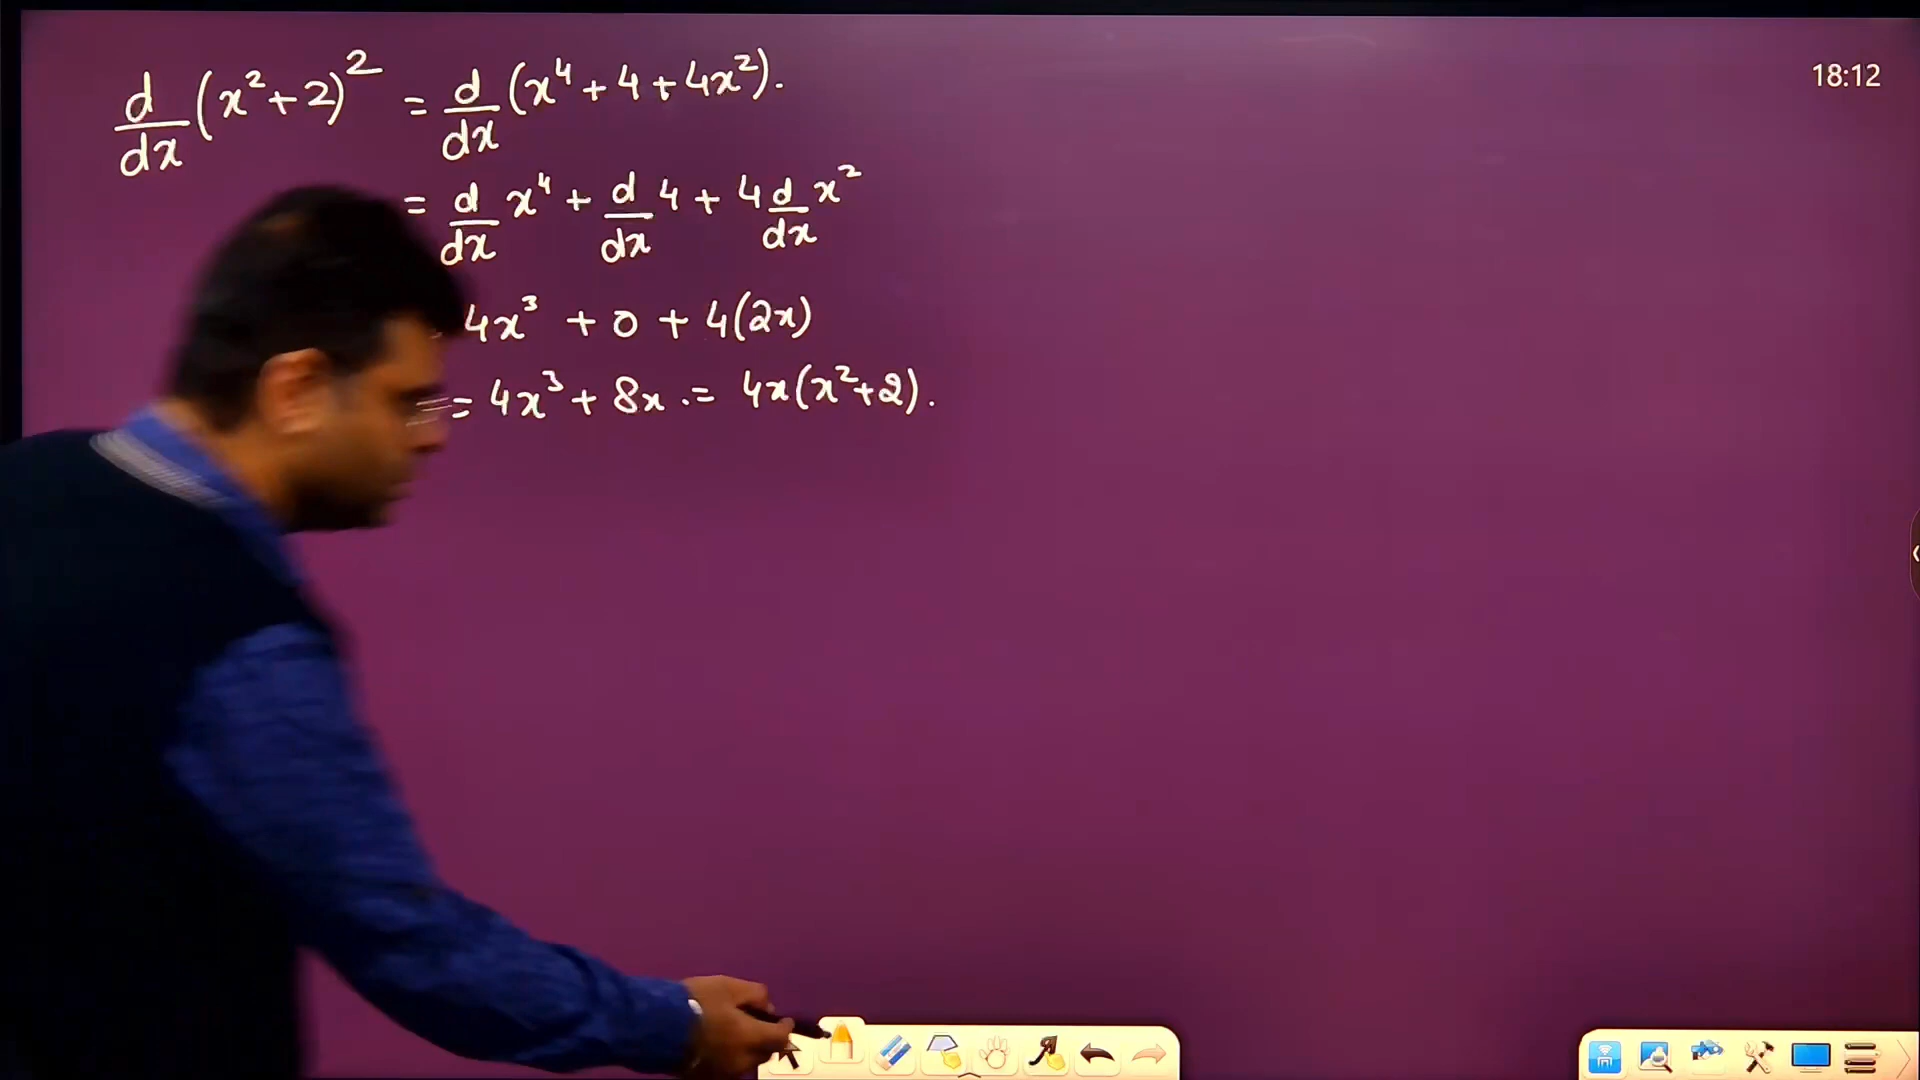 d/dx (x²+2)² = d/dx (x⁴ + 4 + 4x²).
18:12
= d/dx x⁴ + d/dx 4 + 4 d/dx x²
4x³ + 0 + 4(2x)
= 4x³ + 8x . = 4x(x²+2).